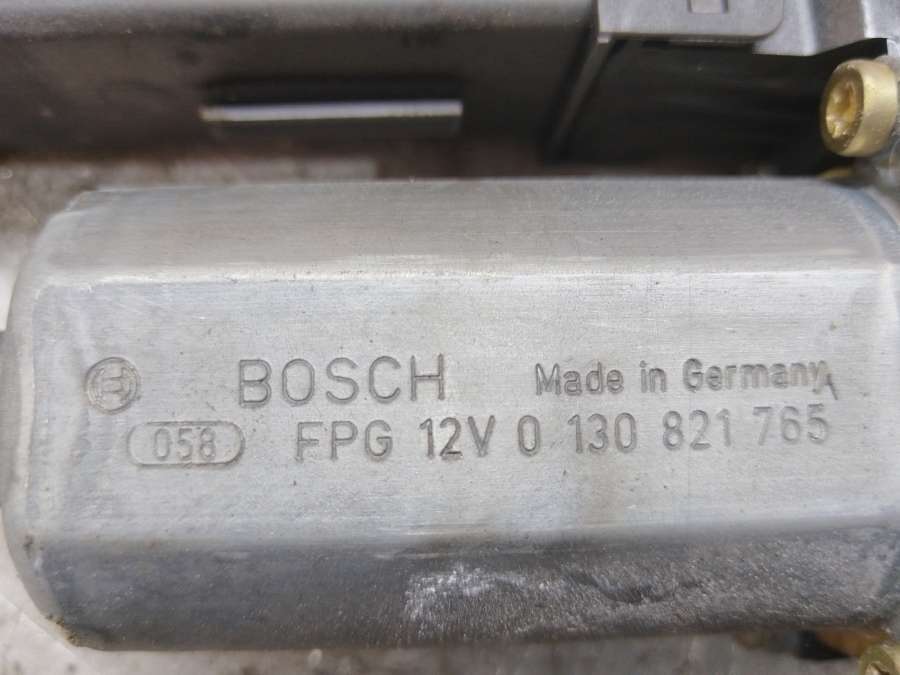 BOSCH Made in Germany
058 FPG 12V 0 130 821 765